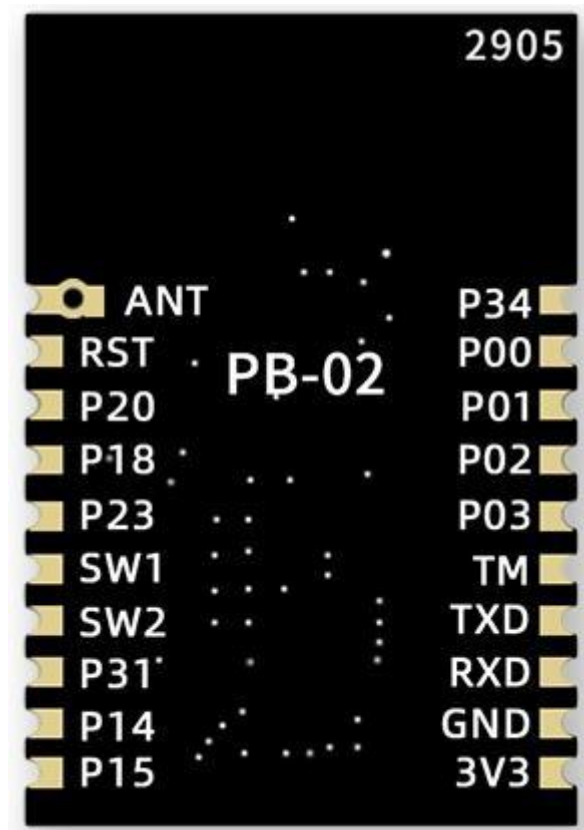 2905
ANT
P34
RST
P00
PB-02
P20
P01
P18
P02
P23
P03
SW1
TM
SW2
TXD
P31
RXD
P14
GND
P15
3V3